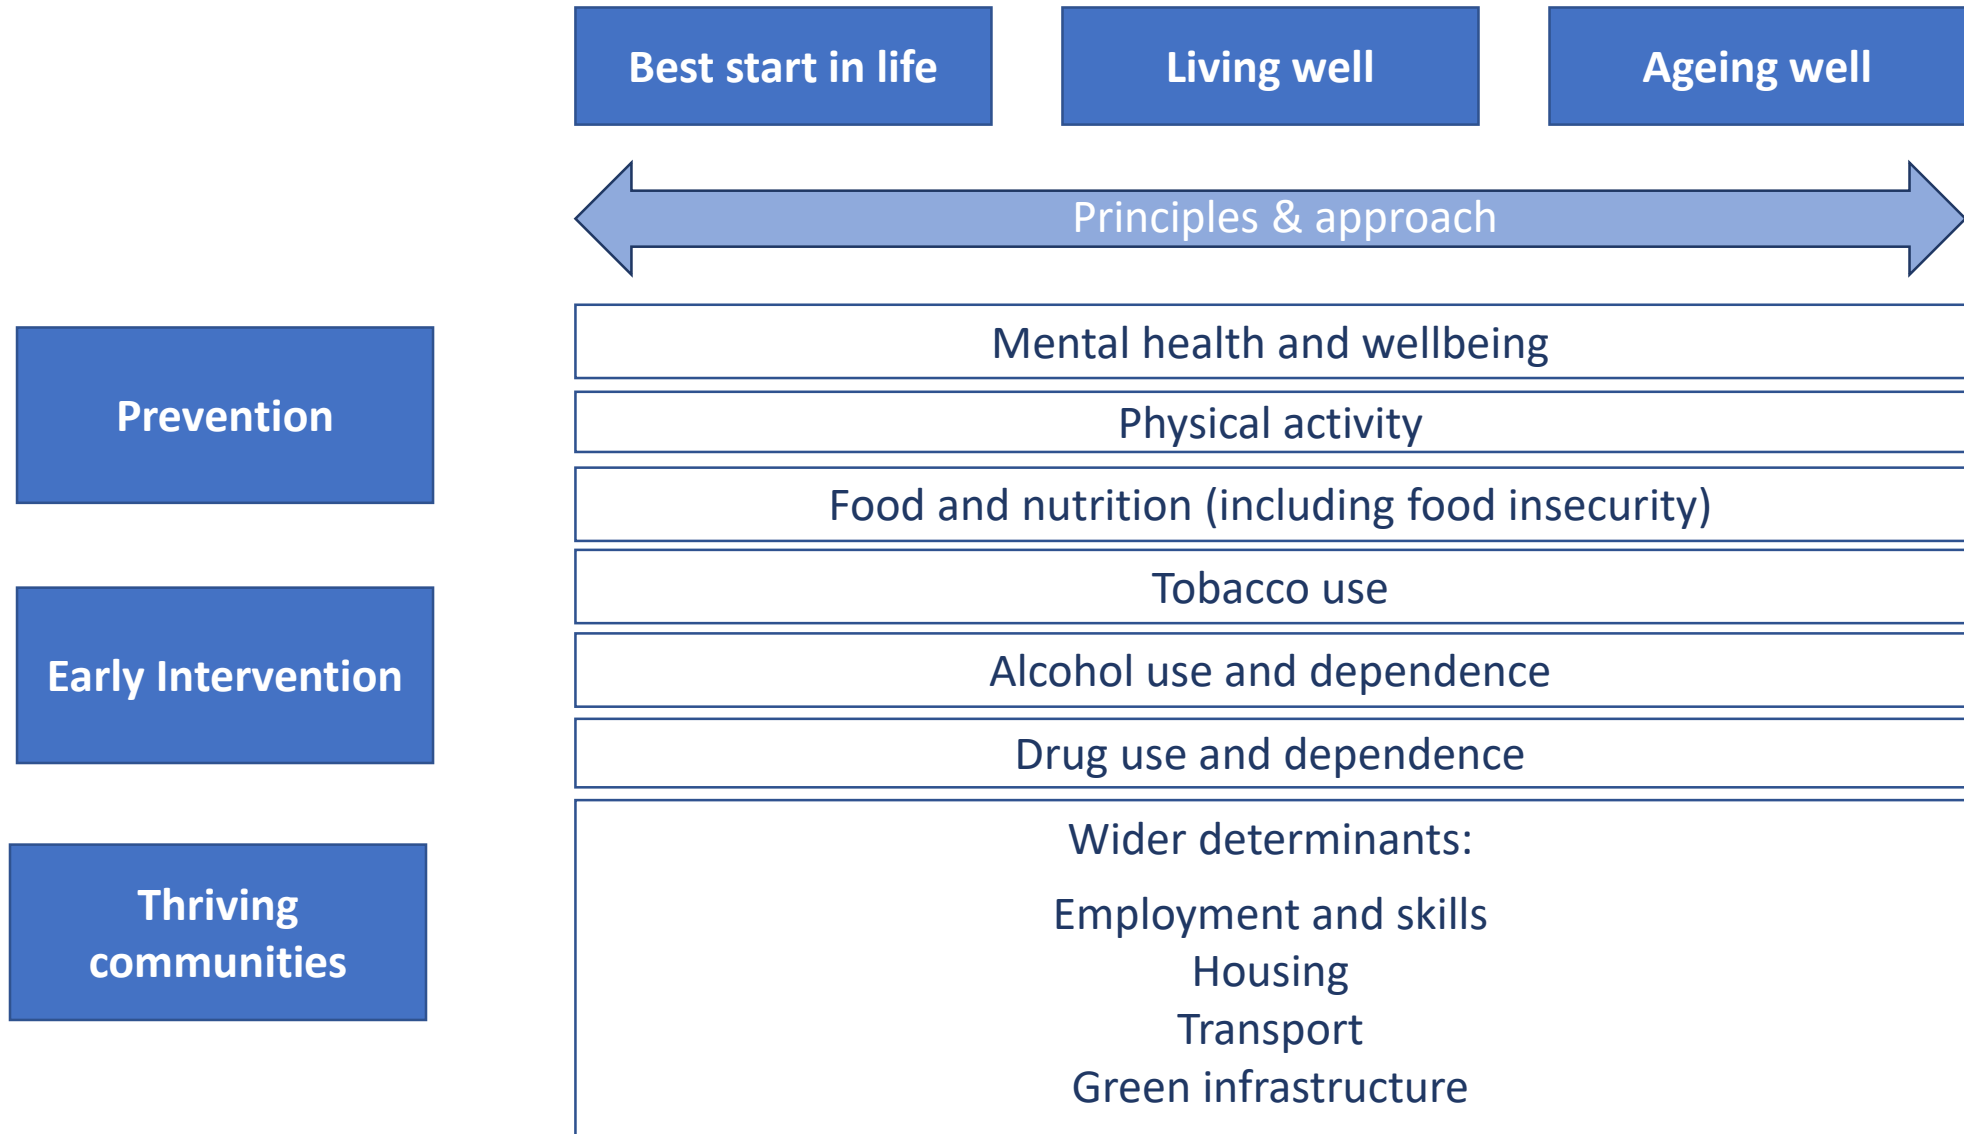 Best start in life
Living well
Ageing well
Principles & approach
Prevention
Early Intervention
Thriving
communities
Mental health and wellbeing
Physical activity
Food and nutrition (including food insecurity)
Tobacco use
Alcohol use and dependence
Drug use and dependence
Wider determinants:
Employment and skills
Housing
Transport
Green infrastructure